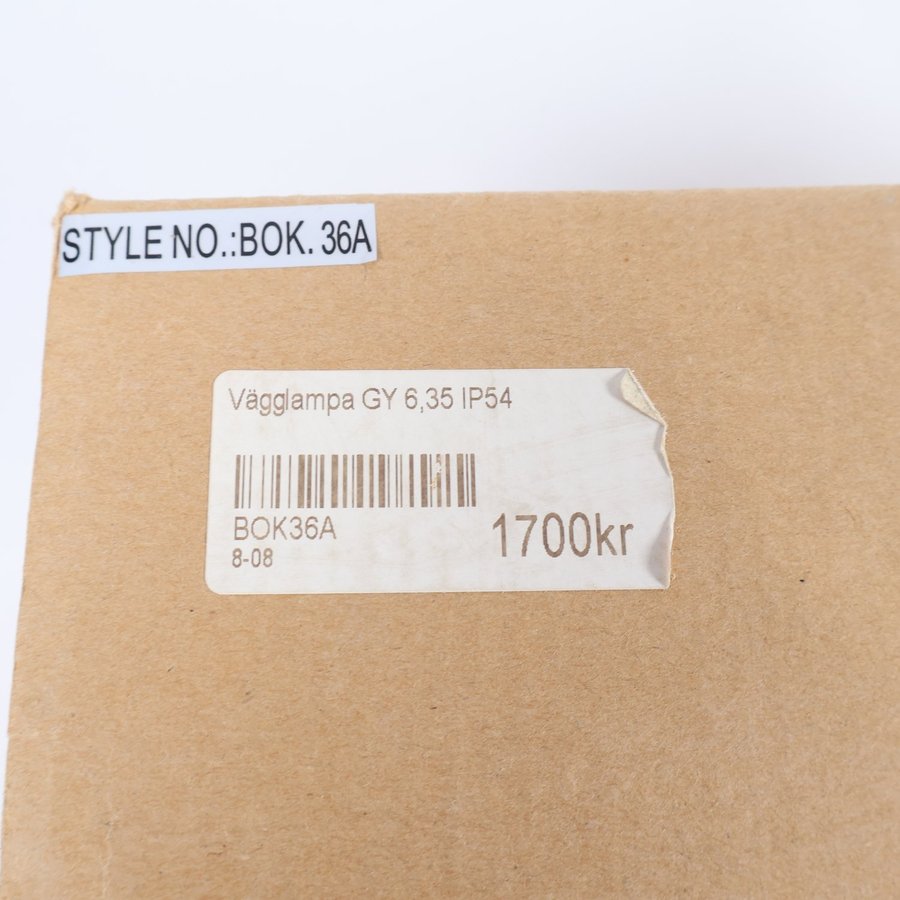 STYLE NO.:BOK. 36A
Vägglampa GY 6,35 IP54
BOK36A
8-08
1700kr